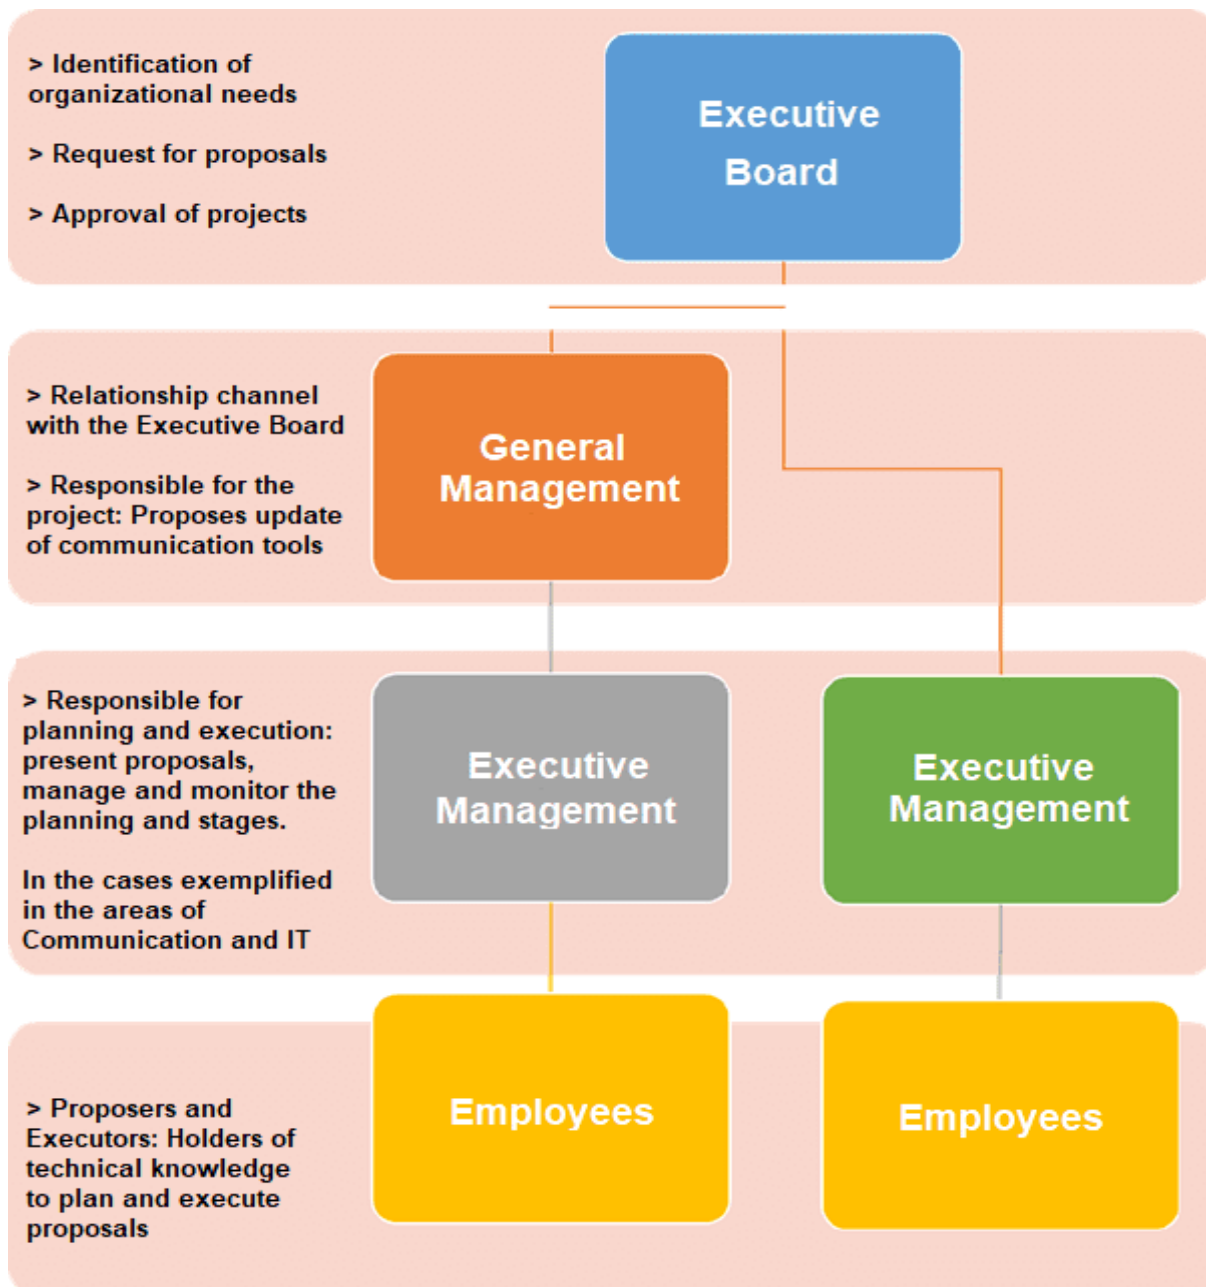 > Identification of
organizational needs
> Request for proposals
> Approval of projects
Executive
Board
> Relationship channel
with the Executive Board
> Responsible for the
project: Proposes update
of communication tools
General
Management
> Responsible for
planning and execution:
present proposals,
manage and monitor the
planning and stages.
In the cases exemplified
in the areas of
Communication and IT
Executive
Management
Executive
Management
> Proposers and
Executors: Holders of
technical knowledge
to plan and execute
proposals
Employees
Employees